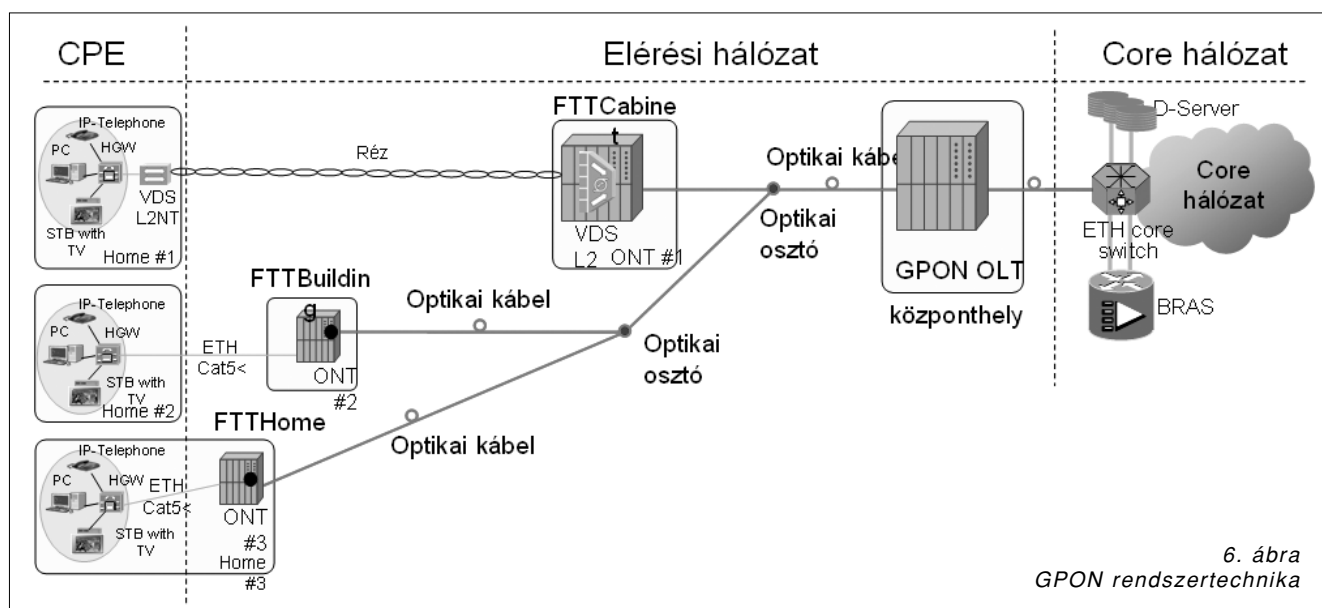 CPE
Elérési hálózat
Core hálózat
IP-Telephone
PC
HGW
VDS
L2NT
STB with
TV
Home #1
Réz
FTTCabine
t
VDS
L2
ONT #1
Optikai kábel
Optikai
osztó
GPON OLT
központhely
D-Server
Core
hálózat
ETH core
switch
BRAS
IP-Telephone
PC
HGW
STB with
TV
Home #2
ETH
Cat5<
FTTBuildin
g
ONT
#2
Optikai kábel
Optikai
osztó
FTTHome
Optikai kábel
IP-Telephone
PC
HGW
ETH
Cat5<
STB with
TV
ONT
#3
Home
#3
6. ábra
GPON rendszertechnika